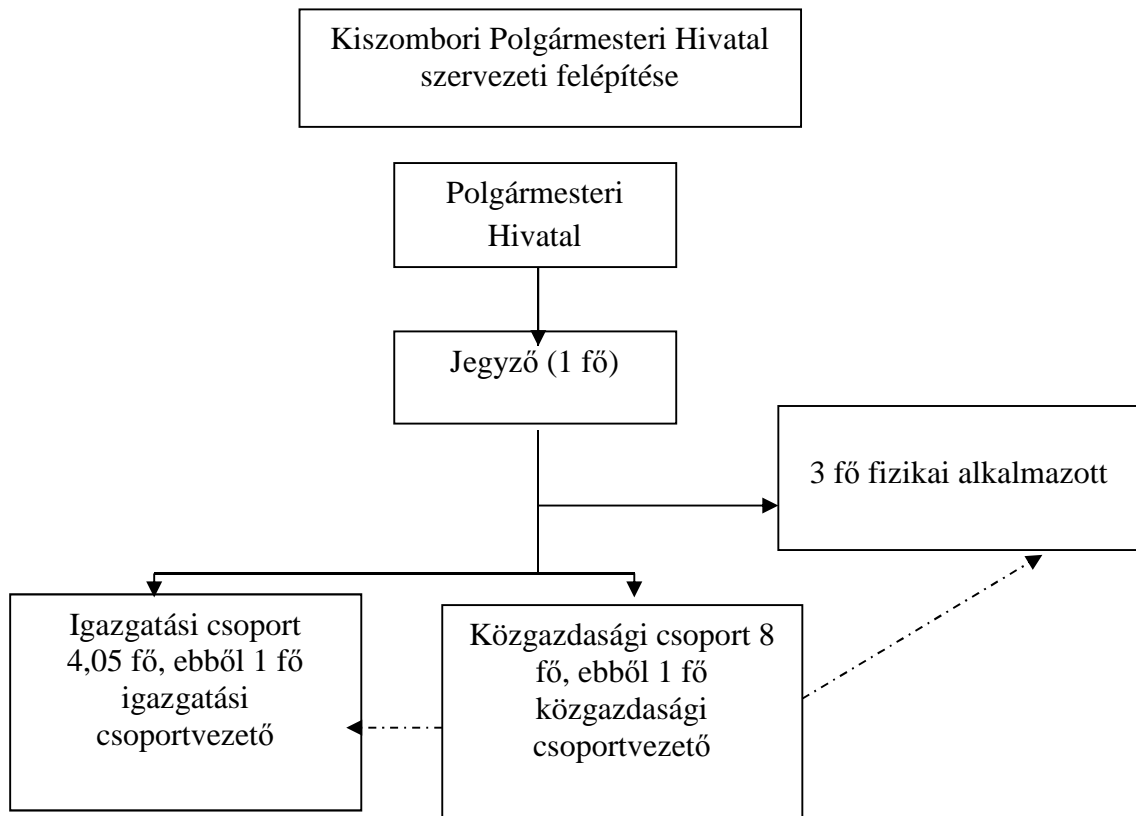 Kiszombori Polgármesteri Hivatal
szervezeti felépítése
Polgármesteri
Hivatal
Jegyző (1 fő)
3 fő fizikai alkalmazott
Igazgatási csoport
4,05 fő, ebből 1 fő
igazgatási
csoportvezető
Közgazdasági csoport 8
fő, ebből 1 fő
közgazdasági
csoportvezető